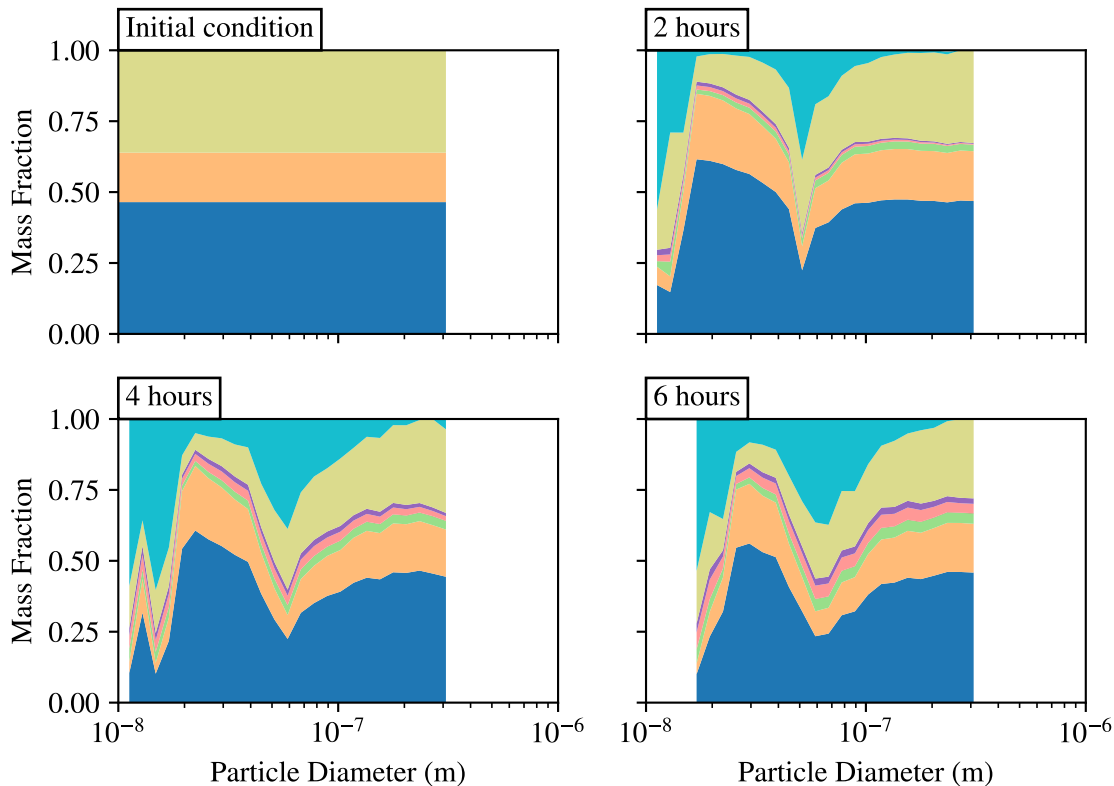 Initial condition
2 hours
1.00
0.75
0.50
0.25
0.00
Mass Fraction
4 hours
6 hours
1.00
0.75
0.50
0.25
0.00
Mass Fraction
10⁻⁸
10⁻⁷
10⁻⁶
10⁻⁸
10⁻⁷
10⁻⁶
Particle Diameter (m)
Particle Diameter (m)